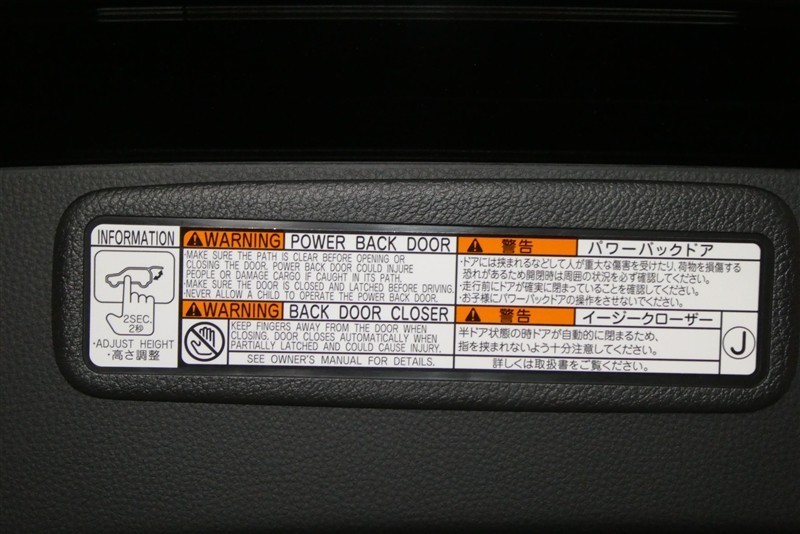 INFORMATION
2SEC.
2秒
・ADJUST HEIGHT
・高さ調整
WARNING POWER BACK DOOR
・MAKE SURE THE PATH IS CLEAR BEFORE OPENING OR
CLOSING THE DOOR. POWER BACK DOOR COULD INJURE
PEOPLE OR DAMAGE CARGO IF CAUGHT IN ITS PATH.
・MAKE SURE THE DOOR IS CLOSED AND LATCHED BEFORE DRIVING.
・NEVER ALLOW A CHILD TO OPERATE THE POWER BACK DOOR.
WARNING BACK DOOR CLOSER
KEEP FINGERS AWAY FROM THE DOOR WHEN
CLOSING. DOOR CLOSES AUTOMATICALLY WHEN
PARTIALLY LATCHED AND COULD CAUSE INJURY.
SEE OWNER'S MANUAL FOR DETAILS.
警告 パワーバックドア
・ドアには挟まれるなどして人が重大な傷害を受けたり、荷物を損傷する
恐れがあるため開閉時は周囲の状況を必ず確認してください。
・走行前にドアが確実に閉まっていることを確認してください。
・お子様にパワーバックドアの操作をさせないでください。
警告 イージークローザー
半ドア状態の時ドアが自動的に閉まるため、
指を挟まれないよう十分注意してください。
詳しくは取扱書をご覧ください。
J